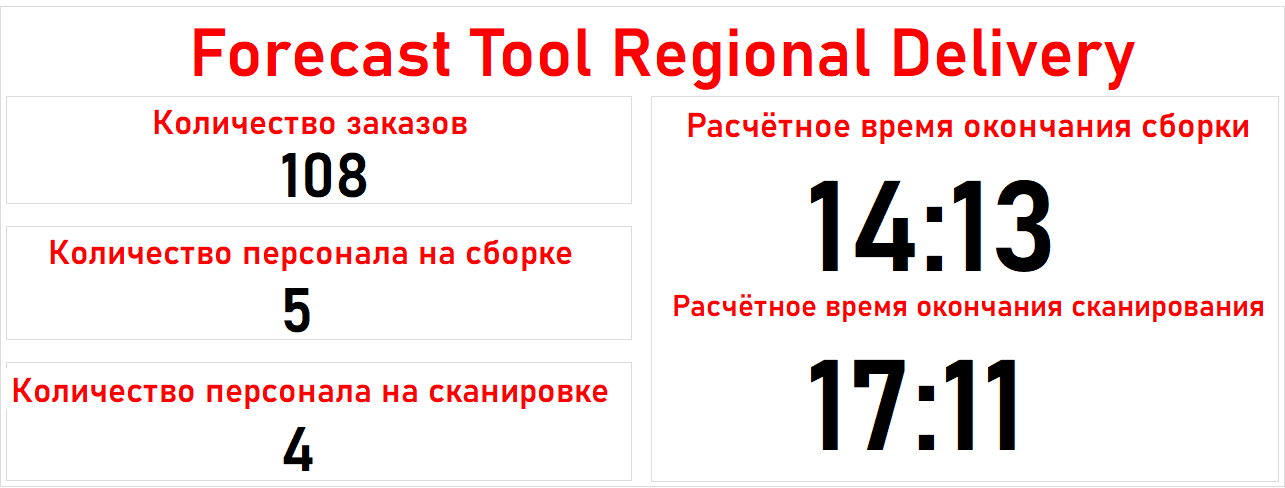 Forecast Tool Regional Delivery
Количество заказов
108
Количество персонала на сборке
5
Количество персонала на сканировке
4
Расчётное время окончания сборки
14:13
Расчётное время окончания сканирования
17:11